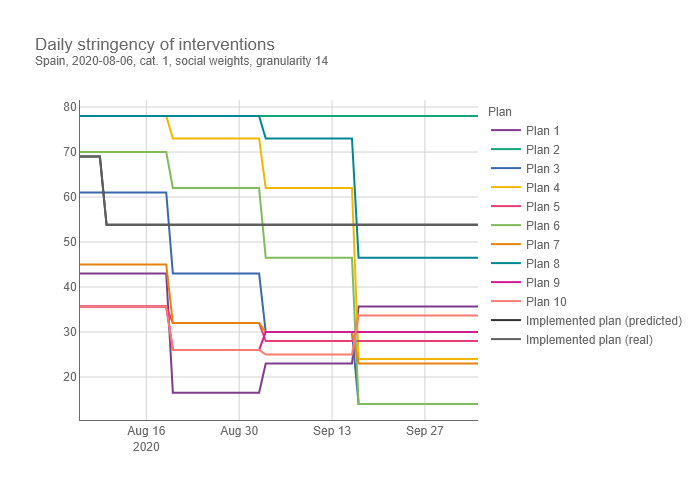 Daily stringency of interventions
Spain, 2020-08-06, cat. 1, social weights, granularity 14
80
70
60
50
40
30
20
Aug 16
2020
Aug 30
Sep 13
Sep 27
Plan
Plan 1
Plan 2
Plan 3
Plan 4
Plan 5
Plan 6
Plan 7
Plan 8
Plan 9
Plan 10
Implemented plan (predicted)
Implemented plan (real)